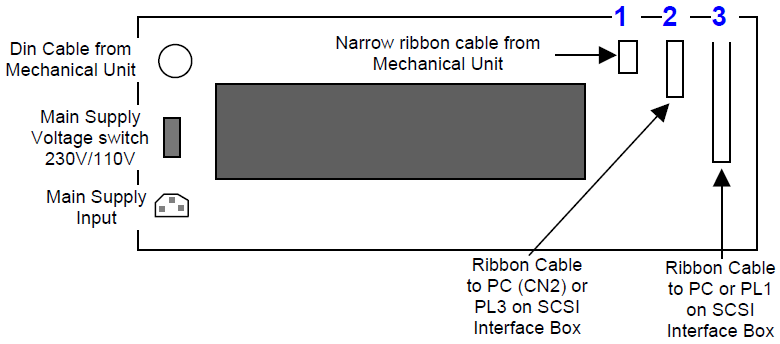 1 2 3
Din Cable from
Mechanical Unit
Narrow ribbon cable from
Mechanical Unit
Main Supply
Voltage switch
230V/110V
Main Supply
Input
Ribbon Cable
to PC (CN2) or
PL3 on SCSI
Interface Box
Ribbon Cable
to PC or PL1
on SCSI
Interface Box